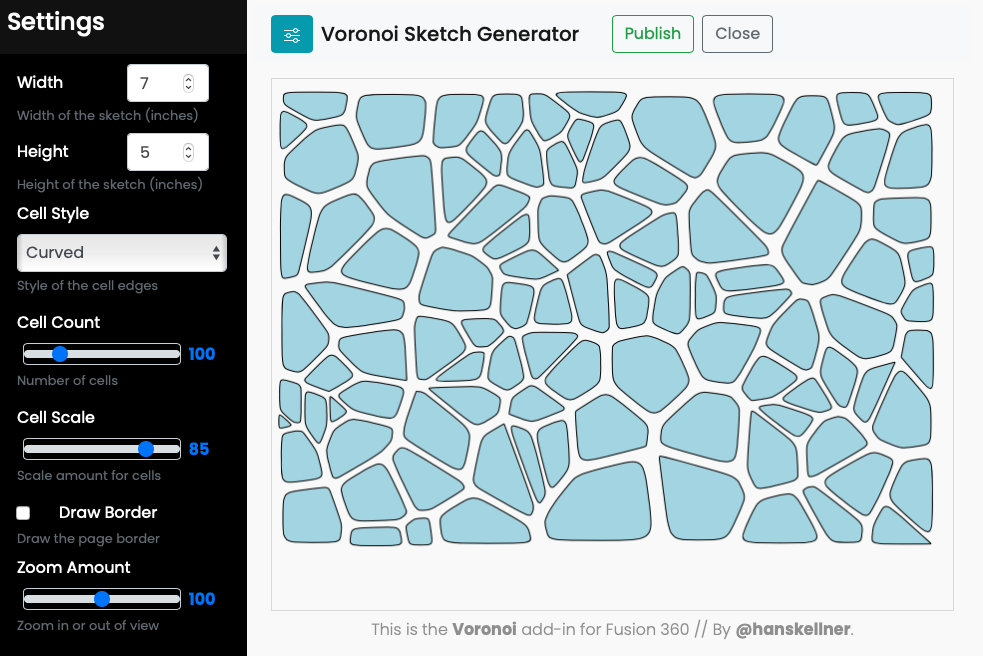 Settings
Width
7
Width of the sketch (inches)
Height
5
Height of the sketch (inches)
Cell Style
Curved
Style of the cell edges
Cell Count
100
Number of cells
Cell Scale
85
Scale amount for cells
Draw Border
Draw the page border
Zoom Amount
100
Zoom in or out of view
Voronoi Sketch Generator
Publish
Close
This is the Voronoi add-in for Fusion 360 // By @hanskellner.